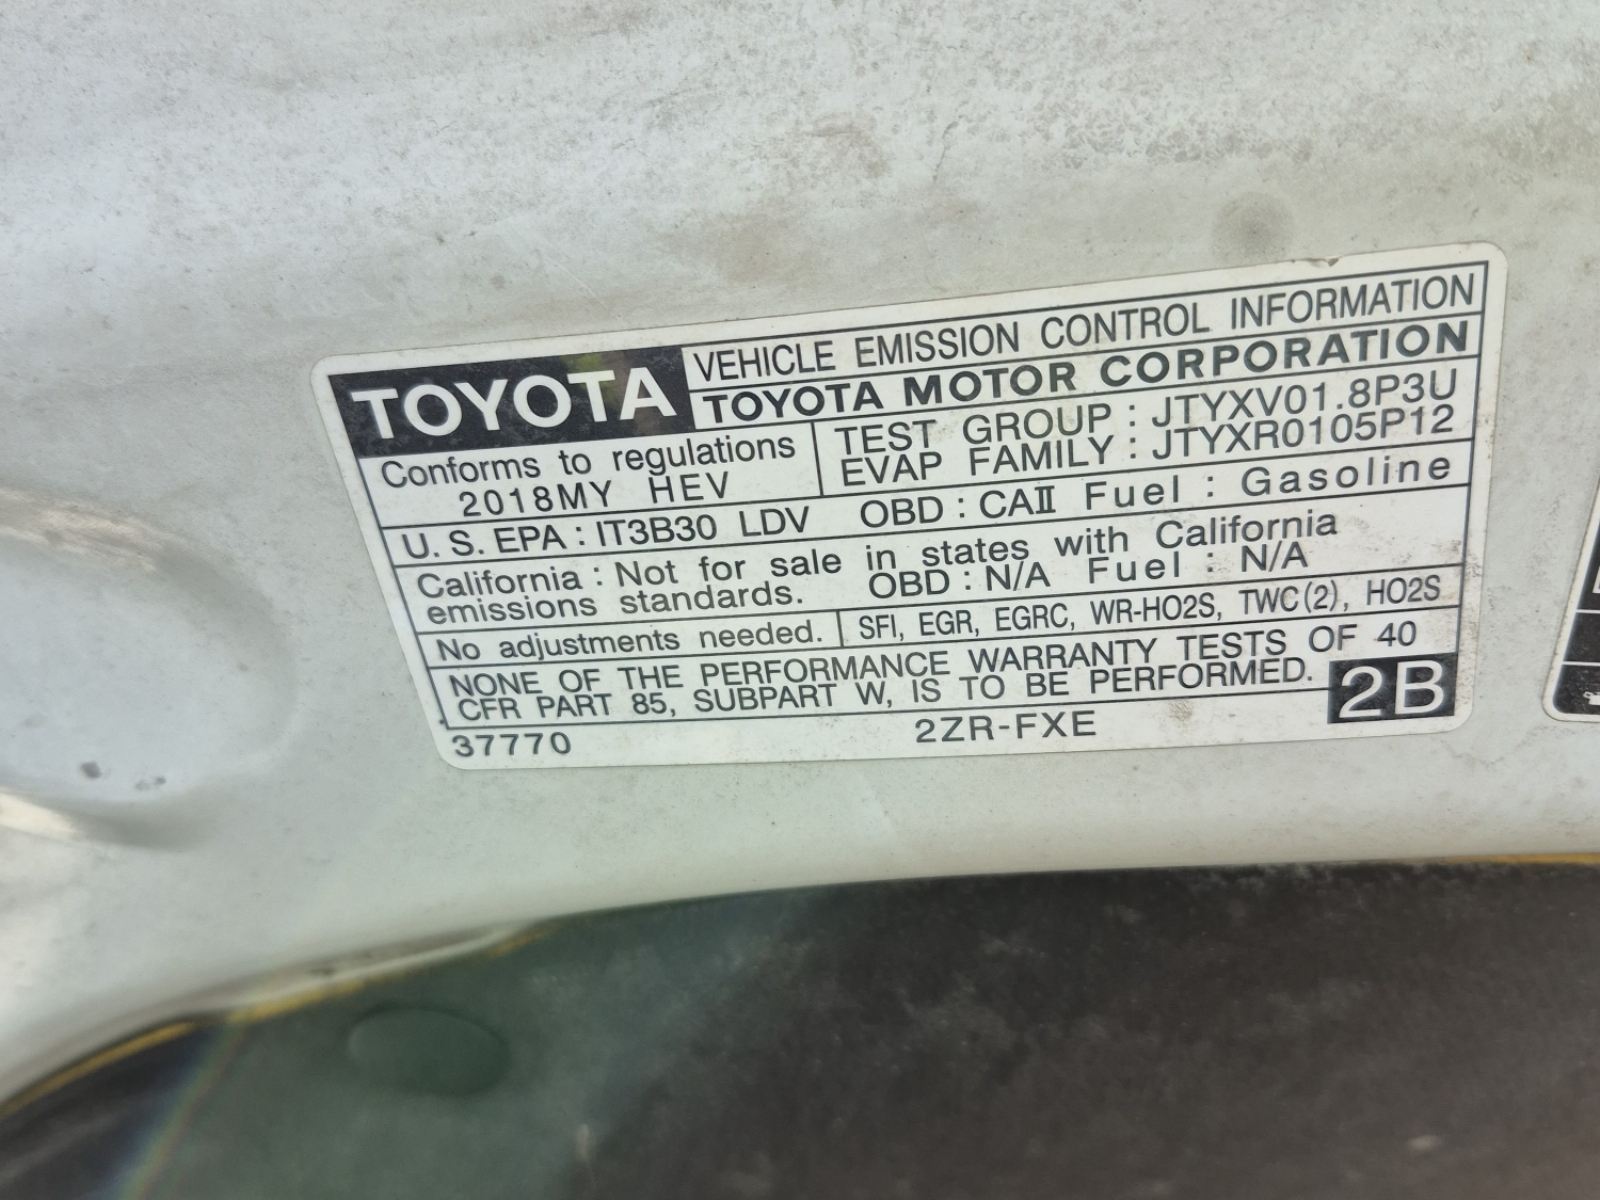 TOYOTA
VEHICLE EMISSION CONTROL INFORMATION
TOYOTA MOTOR CORPORATION
Conforms to regulations
2018MY HEV
TEST GROUP : JTYXV01.8P3U
EVAP FAMILY : JTYXR0105P12
U. S. EPA : IT3B30 LDV OBD : CAII Fuel : Gasoline
California : Not for sale in states with California
emissions standards. OBD : N/A Fuel : N/A
No adjustments needed.
SFI, EGR, EGRC, WR-HO2S, TWC(2), HO2S
NONE OF THE PERFORMANCE WARRANTY TESTS OF 40
CFR PART 85, SUBPART W, IS TO BE PERFORMED.
2B
37770
2ZR-FXE